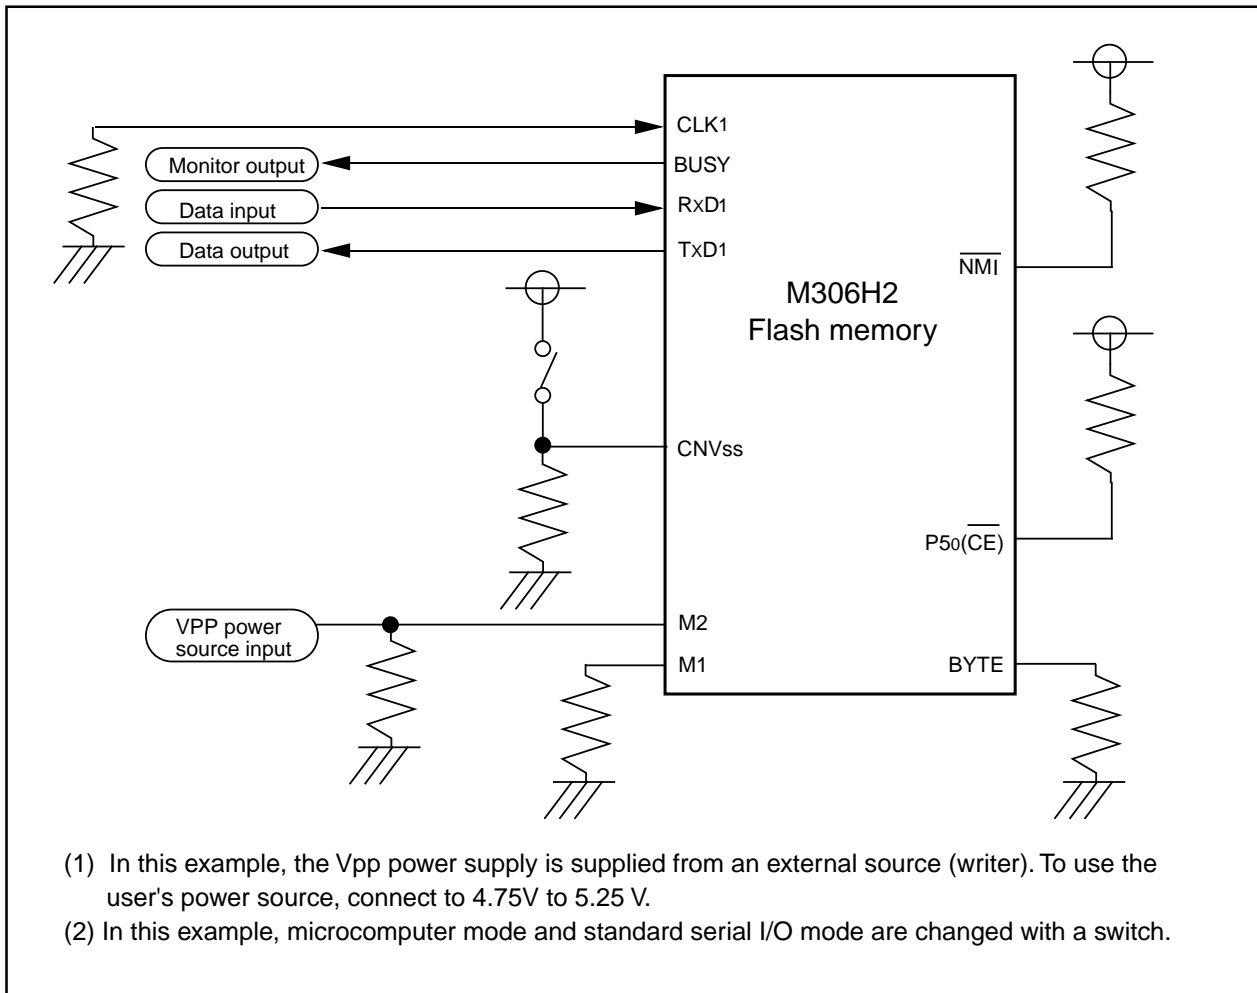 CLK1
Monitor output
BUSY
Data input
RxD1
Data output
TxD1
NMI
M306H2
Flash memory
CNVss
P50(CE)
VPP power
source input
M2
M1
BYTE
(1) In this example, the Vpp power supply is supplied from an external source (writer). To use the
user's power source, connect to 4.75V to 5.25 V.
(2) In this example, microcomputer mode and standard serial I/O mode are changed with a switch.